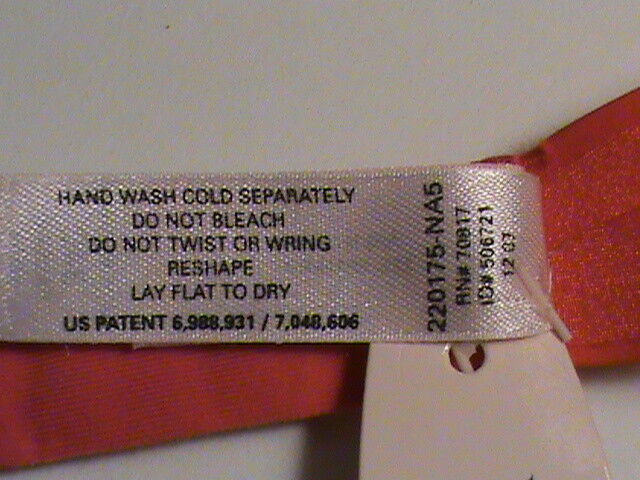 HAND WASH COLD SEPARATELY
DO NOT BLEACH
DO NOT TWIST OR WRING
RESHAPE
LAY FLAT TO DRY
US PATENT 6,988,931 / 7,048,606
220175-NA5
RN# 70817
ID# 506721
12 07